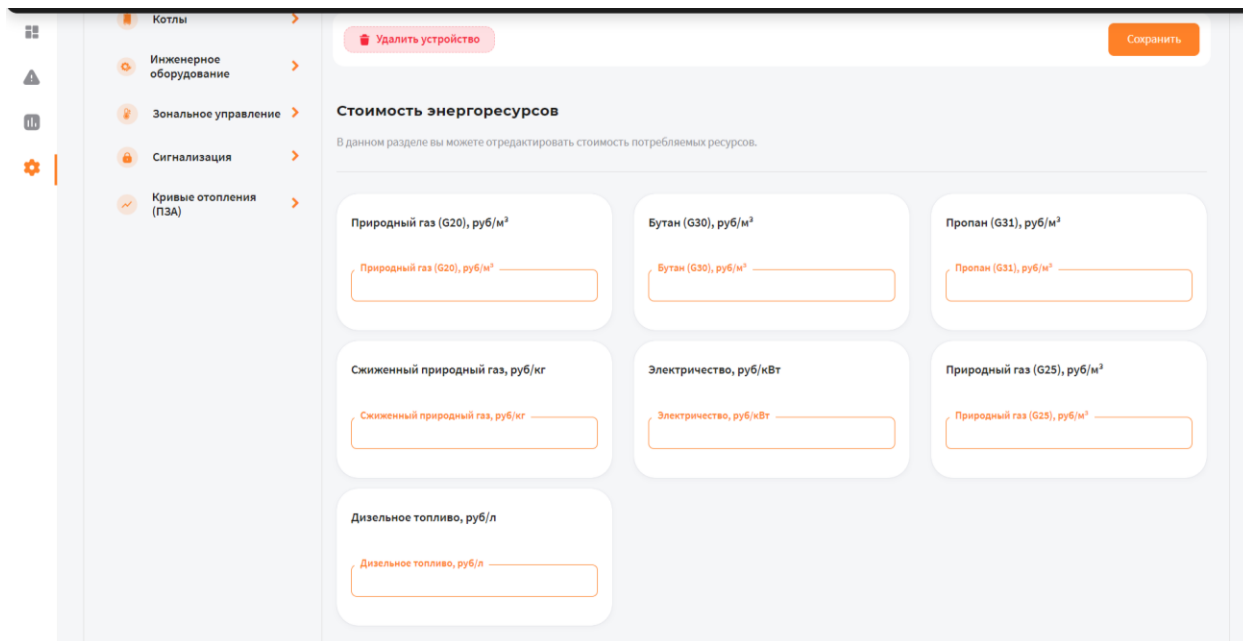 Котлы
Инженерное
оборудование
Зональное управление
Сигнализация
Кривые отопления
(ПЗА)
Удалить устройство
Сохранить
Стоимость энергоресурсов
В данном разделе вы можете отредактировать стоимость потребляемых ресурсов.
Природный газ (G20), руб/м³
Природный газ (G20), руб/м³
Бутан (G30), руб/м³
Бутан (G30), руб/м³
Пропан (G31), руб/м³
Пропан (G31), руб/м³
Сжиженный природный газ, руб/кг
Сжиженный природный газ, руб/кг
Электричество, руб/кВт
Электричество, руб/кВт
Природный газ (G25), руб/м³
Природный газ (G25), руб/м³
Дизельное топливо, руб/л
Дизельное топливо, руб/л